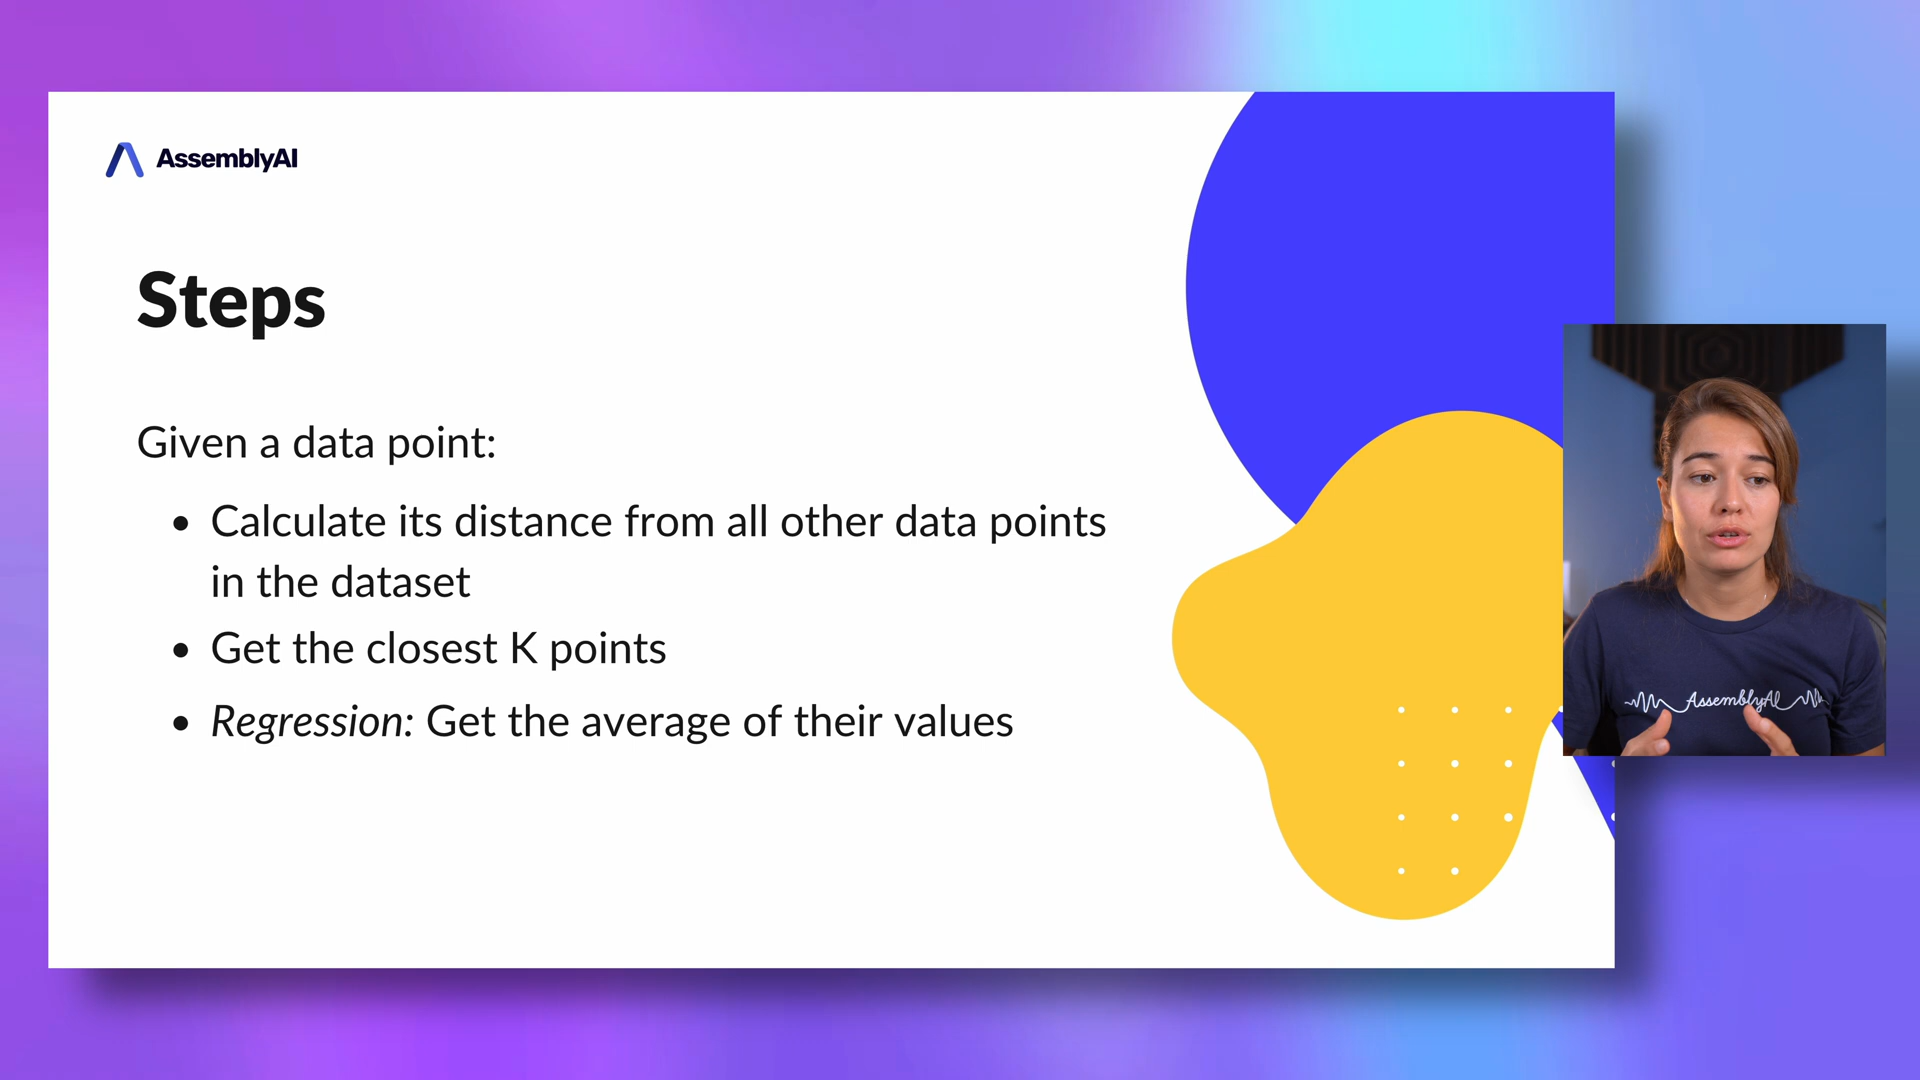 AssemblyAI
Steps
Given a data point:
• Calculate its distance from all other data points
in the dataset
• Get the closest K points
• Regression: Get the average of their values
AssemblyAI